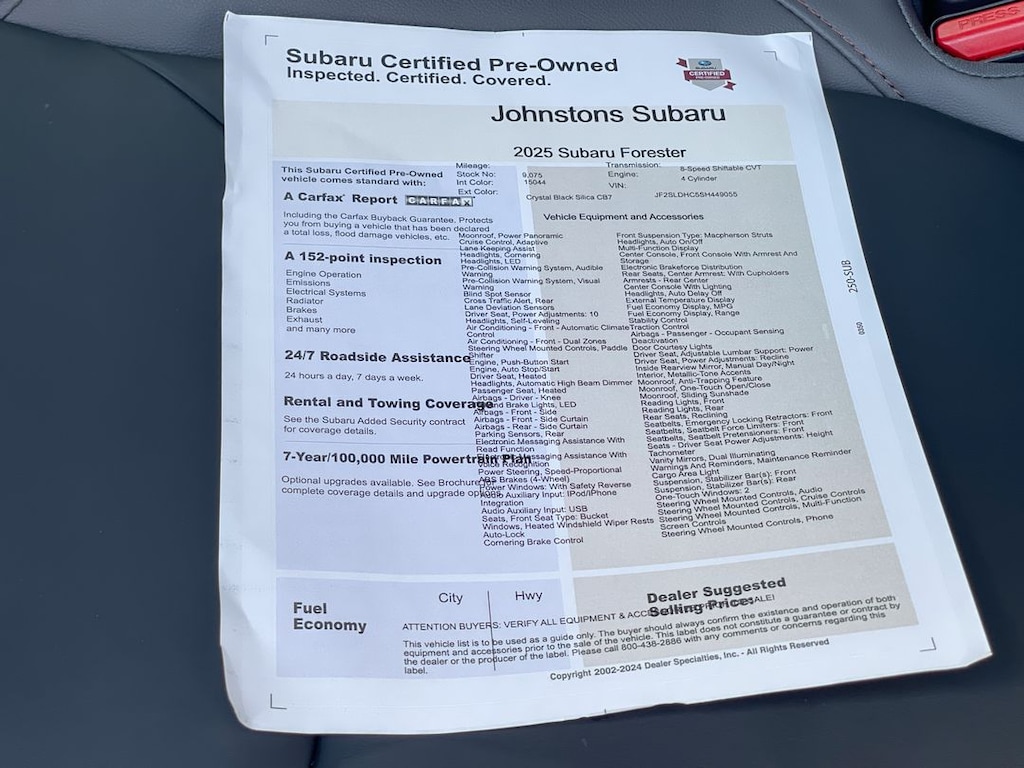 PRESS
Subaru Certified Pre-Owned
Inspected. Certified. Covered.
SUBARU
CERTIFIED
PRE-OWNED
Johnstons Subaru
2025 Subaru Forester
This Subaru Certified Pre-Owned
vehicle comes standard with:
A Carfax Report CARFAX
Including the Carfax Buyback Guarantee. Protects
you from buying a vehicle that has been declared
a total loss, flood damage vehicles, etc.
A 152-point inspection
Engine Operation
Emissions
Electrical Systems
Radiator
Brakes
Exhaust
and many more
24/7 Roadside Assistance
24 hours a day, 7 days a week.
Rental and Towing Coverage
See the Subaru Added Security contract
for coverage details.
7-Year/100,000 Mile Powertrain Plan
Optional upgrades available. See Brochure for
complete coverage details and upgrade options.
Mileage: 9,075
Stock No: 15044
Int Color:
Ext Color: Crystal Black Silica CB7
Transmission: 8-Speed Shiftable CVT
Engine: 4 Cylinder
VIN: JF2SLDHC5SH449055
Vehicle Equipment and Accessories
Moonroof, Power Panoramic
Cruise Control, Adaptive
Lane Keeping Assist
Headlights, Cornering
Headlights, LED
Pre-Collision Warning System, Audible
Warning
Pre-Collision Warning System, Visual
Warning
Blind Spot Sensor
Cross Traffic Alert, Rear
Lane Deviation Sensors
Driver Seat, Power Adjustments: 10
Headlights, Self-Leveling
Air Conditioning - Front - Automatic Climate
Control
Air Conditioning - Front - Dual Zones
Steering Wheel Mounted Controls, Paddle
Shifter
Engine, Push-Button Start
Engine, Auto Stop/Start
Driver Seat, Heated
Headlights, Automatic High Beam Dimmer
Passenger Seat, Heated
Airbags - Driver - Knee
and Brake Lights, LED
Airbags - Front - Side
Airbags - Front - Side Curtain
Airbags - Rear - Side Curtain
Parking Sensors, Rear
Electronic Messaging Assistance With
Read Function
Electronic Messaging Assistance With
Voice Recognition
Power Steering, Speed-Proportional
ABS Brakes (4-Wheel)
Power Windows: With Safety Reverse
Audio Auxiliary Input: IPod/IPhone
Integration
Audio Auxiliary Input: USB
Seats, Front Seat Type: Bucket
Windows, Heated Windshield Wiper Rests
Auto-Lock
Cornering Brake Control
Front Suspension Type: Macpherson Struts
Headlights, Auto On/Off
Multi-Function Display
Center Console, Front Console With Armrest And
Storage
Electronic Brakeforce Distribution
Rear Seats, Center Armrest: With Cupholders
Armrests - Rear Center
Center Console With Lighting
Headlights, Auto Delay Off
External Temperature Display
Fuel Economy Display, MPG
Fuel Economy Display, Range
Stability Control
Traction Control
Airbags - Passenger - Occupant Sensing
Deactivation
Door Courtesy Lights
Driver Seat, Adjustable Lumbar Support: Power
Driver Seat, Power Adjustments: Recline
Inside Rearview Mirror, Manual Day/Night
Interior, Metallic-Tone Accents
Moonroof, Anti-Trapping Feature
Moonroof, One-Touch Open/Close
Moonroof, Sliding Sunshade
Reading Lights, Front
Reading Lights, Rear
Rear Seats, Reclining
Seatbelts, Emergency Locking Retractors: Front
Seatbelts, Seatbelt Force Limiters: Front
Seatbelts, Seatbelt Pretensioners: Front
Seats - Driver Seat Power Adjustments: Height
Tachometer
Vanity Mirrors, Dual Illuminating
Warnings And Reminders, Maintenance Reminder
Cargo Area Light
Suspension, Stabilizer Bar(s): Front
Suspension, Stabilizer Bar(s): Rear
One-Touch Windows: 2
Steering Wheel Mounted Controls, Audio
Steering Wheel Mounted Controls, Cruise Controls
Steering Wheel Mounted Controls, Multi-Function
Screen Controls
Steering Wheel Mounted Controls, Phone
250-SUB
Fuel
Economy
City
Hwy
Dealer Suggested
Selling Price:
ATTENTION BUYERS: VERIFY ALL EQUIPMENT & SALE!
This vehicle list is to be used as a guide only. The buyer should always confirm the existence and operation of both
equipment and accessories prior to the sale of the vehicle. This label does not constitute a guarantee or contract by
the dealer or the producer of the label. Please call 800-436-2886 with any comments or concerns regarding this
label.
Copyright 2002-2024 Dealer Specialties, Inc. - All Rights Reserved